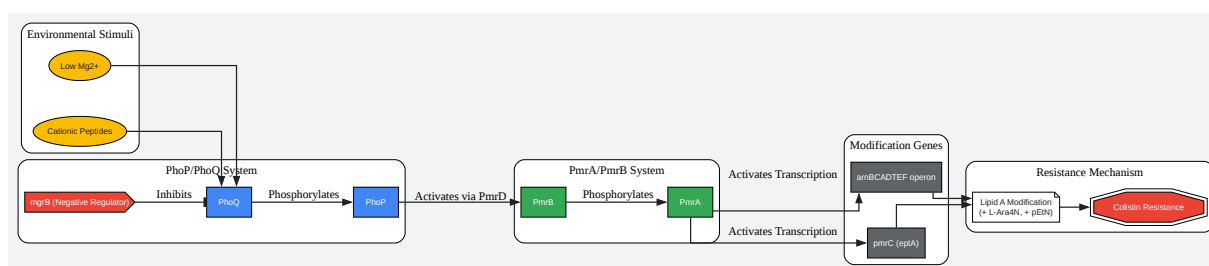 Environmental Stimuli
Low Mg2+
Cationic Peptides
PhoP/PhoQ System
mgrB (Negative Regulator)
Inhibits
PhoQ
Phosphorylates
PhoP
Activates via PmrD
PmrA/PmrB System
PmrB
Phosphorylates
PmrA
Activates Transcription
Activates Transcription
Modification Genes
arnBCADTEF operon
pmrC (eptA)
Resistance Mechanism
Lipid A Modification
(+ L-Ara4N, + pEtN)
Colistin Resistance